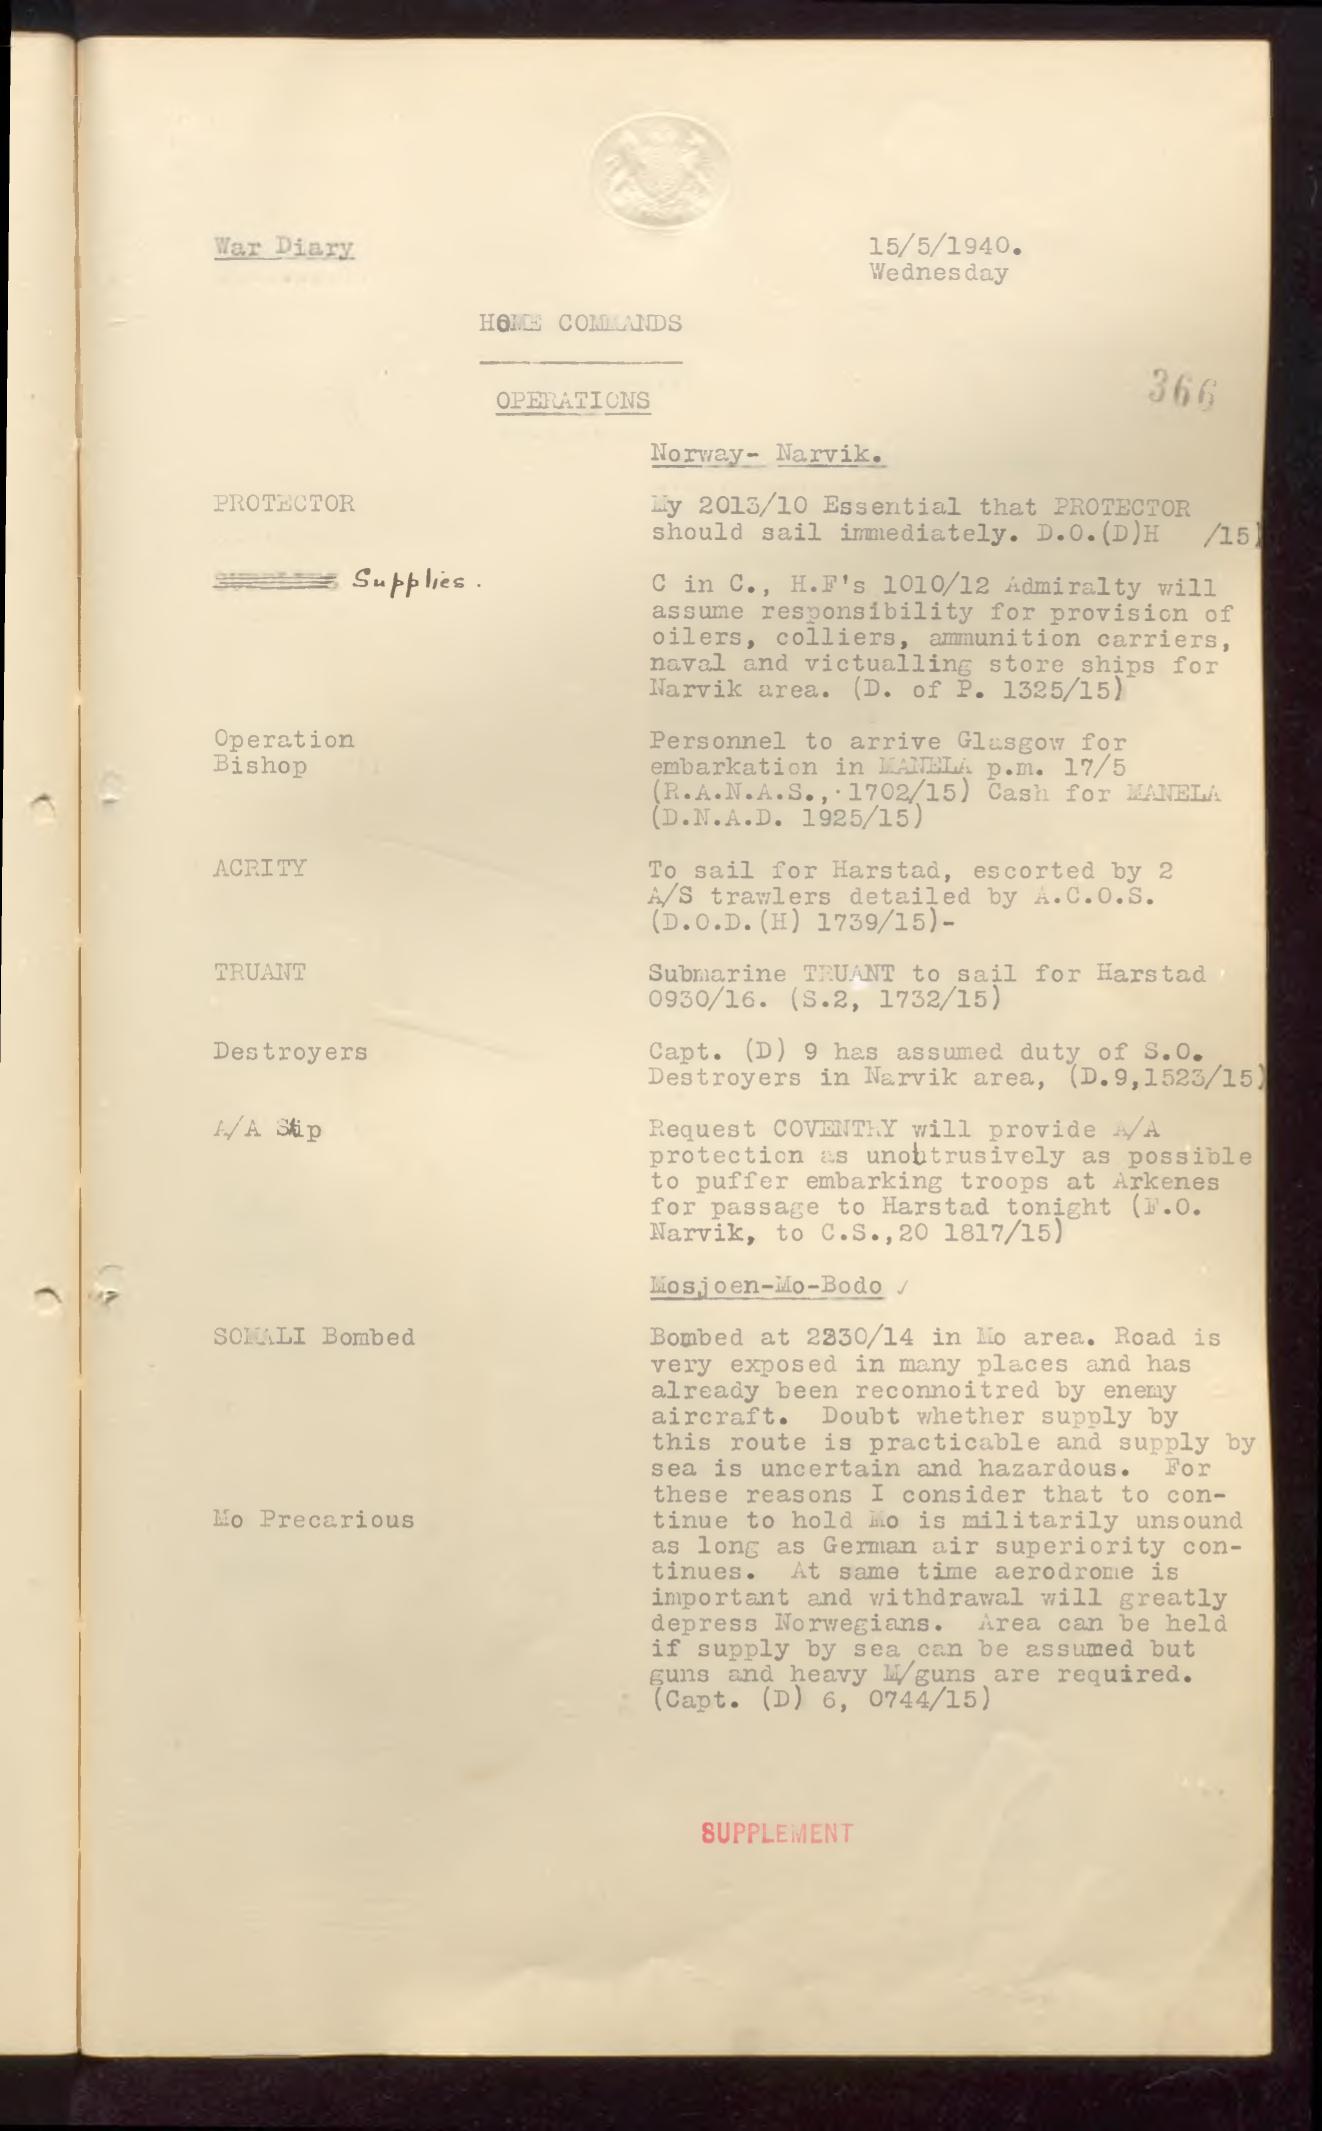 War Diary
15/5/1940.
Wednesday
HOME COMMANDS
OPERATIONS
366
Norway- Narvik.
PROTECTOR
My 2013/10 Essential that PROTECTOR
should sail immediately. D.O.(D)H /15)
Supplies.
C in C., H.F's 1010/12 Admiralty will
assume responsibility for provision of
oilers, colliers, ammunition carriers,
naval and victualling store ships for
Narvik area. (D. of P. 1325/15)
Operation
Bishop
Personnel to arrive Glasgow for
embarkation in MANELA p.m. 17/5
(R.A.N.A.S., 1702/15) Cash for MANELA
(D.N.A.D. 1925/15)
ACRITY
To sail for Harstad, escorted by 2
A/S trawlers detailed by A.C.O.S.
(D.O.D.(H) 1739/15)-
TRUANT
Submarine TRUANT to sail for Harstad
0930/16. (S.2, 1732/15)
Destroyers
Capt. (D) 9 has assumed duty of S.O.
Destroyers in Narvik area, (D.9,1523/15)
A/A Ship
Request COVENTRY will provide A/A
protection as unobtrusively as possible
to puffer embarking troops at Arkenes
for passage to Harstad tonight (F.O.
Narvik, to C.S.,20 1817/15)
Mosjoen-Mo-Bodo
SOMALI Bombed
Bombed at 2230/14 in Mo area. Road is
very exposed in many places and has
already been reconnoitred by enemy
aircraft. Doubt whether supply by
this route is practicable and supply by
sea is uncertain and hazardous. For
these reasons I consider that to con-
Mo Precarious
tinue to hold Mo is militarily unsound
as long as German air superiority con-
tinues. At same time aerodrome is
important and withdrawal will greatly
depress Norwegians. Area can be held
if supply by sea can be assumed but
guns and heavy M/guns are required.
(Capt. (D) 6, 0744/15)
SUPPLEMENT